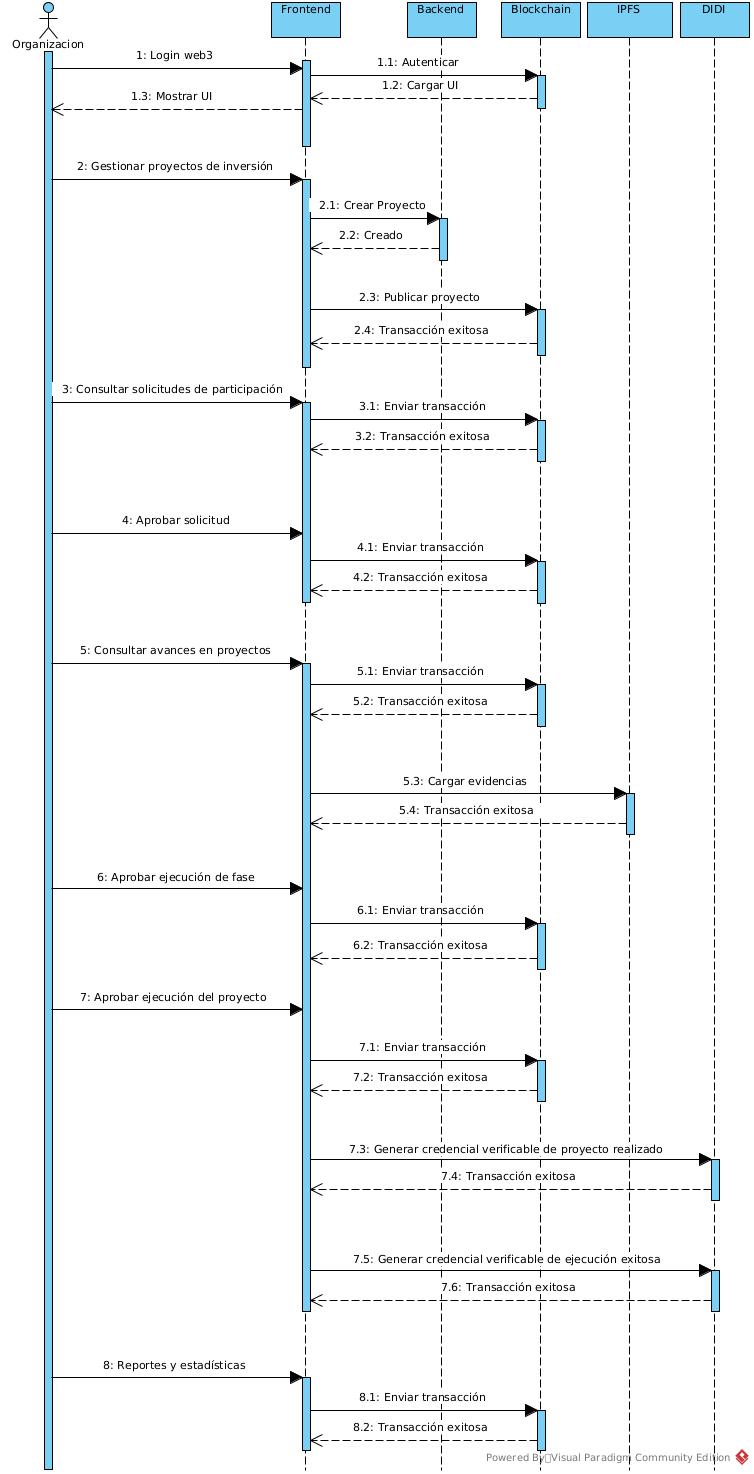 Organizacion
Frontend
Backend
Blockchain
IPFS
DIDI
1: Login web3
1.1: Autenticar
1.2: Cargar UI
1.3: Mostrar UI
2: Gestionar proyectos de inversión
2.1: Crear Proyecto
2.2: Creado
2.3: Publicar proyecto
2.4: Transacción exitosa
3: Consultar solicitudes de participación
3.1: Enviar transacción
3.2: Transacción exitosa
4: Aprobar solicitud
4.1: Enviar transacción
4.2: Transacción exitosa
5: Consultar avances en proyectos
5.1: Enviar transacción
5.2: Transacción exitosa
5.3: Cargar evidencias
5.4: Transacción exitosa
6: Aprobar ejecución de fase
6.1: Enviar transacción
6.2: Transacción exitosa
7: Aprobar ejecución del proyecto
7.1: Enviar transacción
7.2: Transacción exitosa
7.3: Generar credencial verificable de proyecto realizado
7.4: Transacción exitosa
7.5: Generar credencial verificable de ejecución exitosa
7.6: Transacción exitosa
8: Reportes y estadísticas
8.1: Enviar transacción
8.2: Transacción exitosa
Powered By Visual Paradigm Community Edition